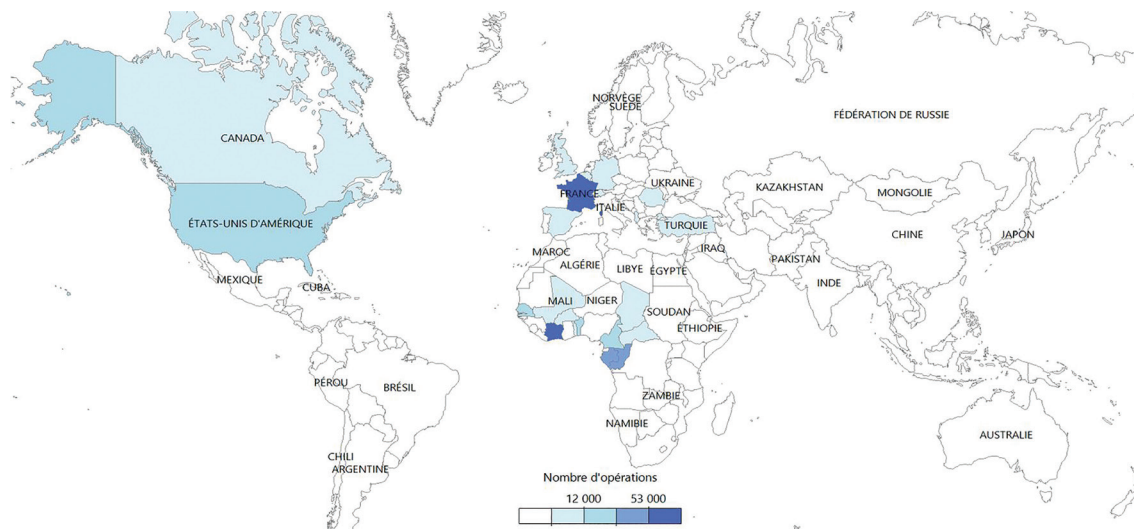 NORVÈGE
SUÈDE
FÉDÉRATION DE RUSSIE
CANADA
UKRAINE
KAZAKHSTAN
MONGOLIE
FRANCE
ITALIE
ÉTATS-UNIS D'AMÉRIQUE
TURQUIE
CHINE
JAPON
MAROC
IRAQ
ALGÉRIE
LIBYE
ÉGYPTE
PAKISTAN
MEXIQUE
CUBA
INDE
MALI
NIGER
SOUDAN
ÉTHIOPIE
PÉROU
BRÉSIL
ZAMBIE
NAMIBIE
AUSTRALIE
CHILI
ARGENTINE
Nombre d'opérations
12 000 53 000